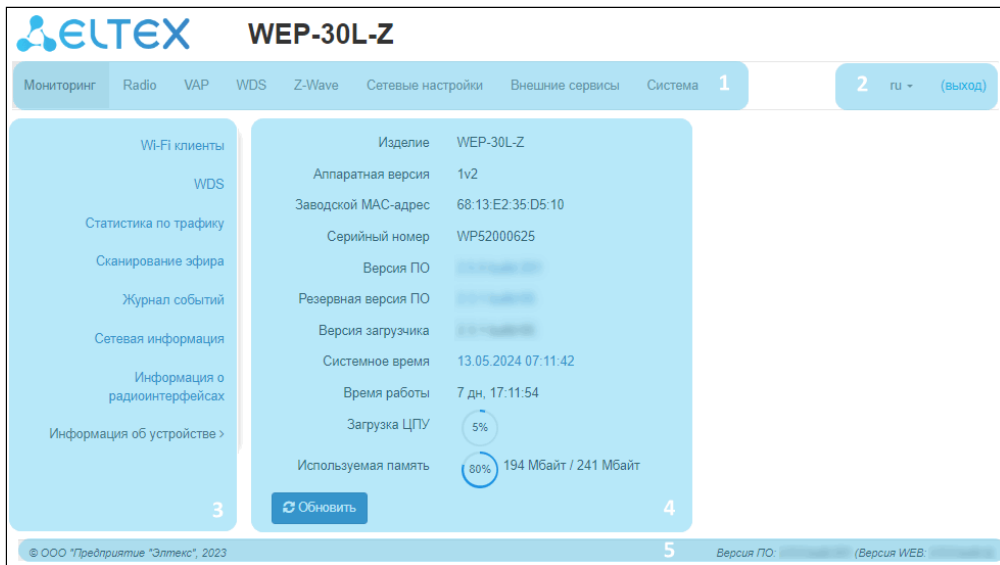 ELTEX WEP-30L-Z
Мониторинг Radio VAP WDS Z-Wave Сетевые настройки Внешние сервисы Система 1 2 ru (выход)
Wi-Fi клиенты
WDS
Статистика по трафику
Сканирование эфира
Журнал событий
Сетевая информация
Информация о
радиоинтерфейсах
Информация об устройстве >
3
Изделие WEP-30L-Z
Аппаратная версия 1v2
Заводской MAC-адрес 68:13:E2:35:D5:10
Серийный номер WP52000625
Версия ПО
Резервная версия ПО
Версия загрузчика
Системное время 13.05.2024 07:11:42
Время работы 7 дн, 17:11:54
Загрузка ЦПУ 5%
Используемая память 80% 194 Мбайт / 241 Мбайт
Обновить 4
© ООО "Предприятие "Элтекс", 2023 5 Версия ПО: (Версия WEB: